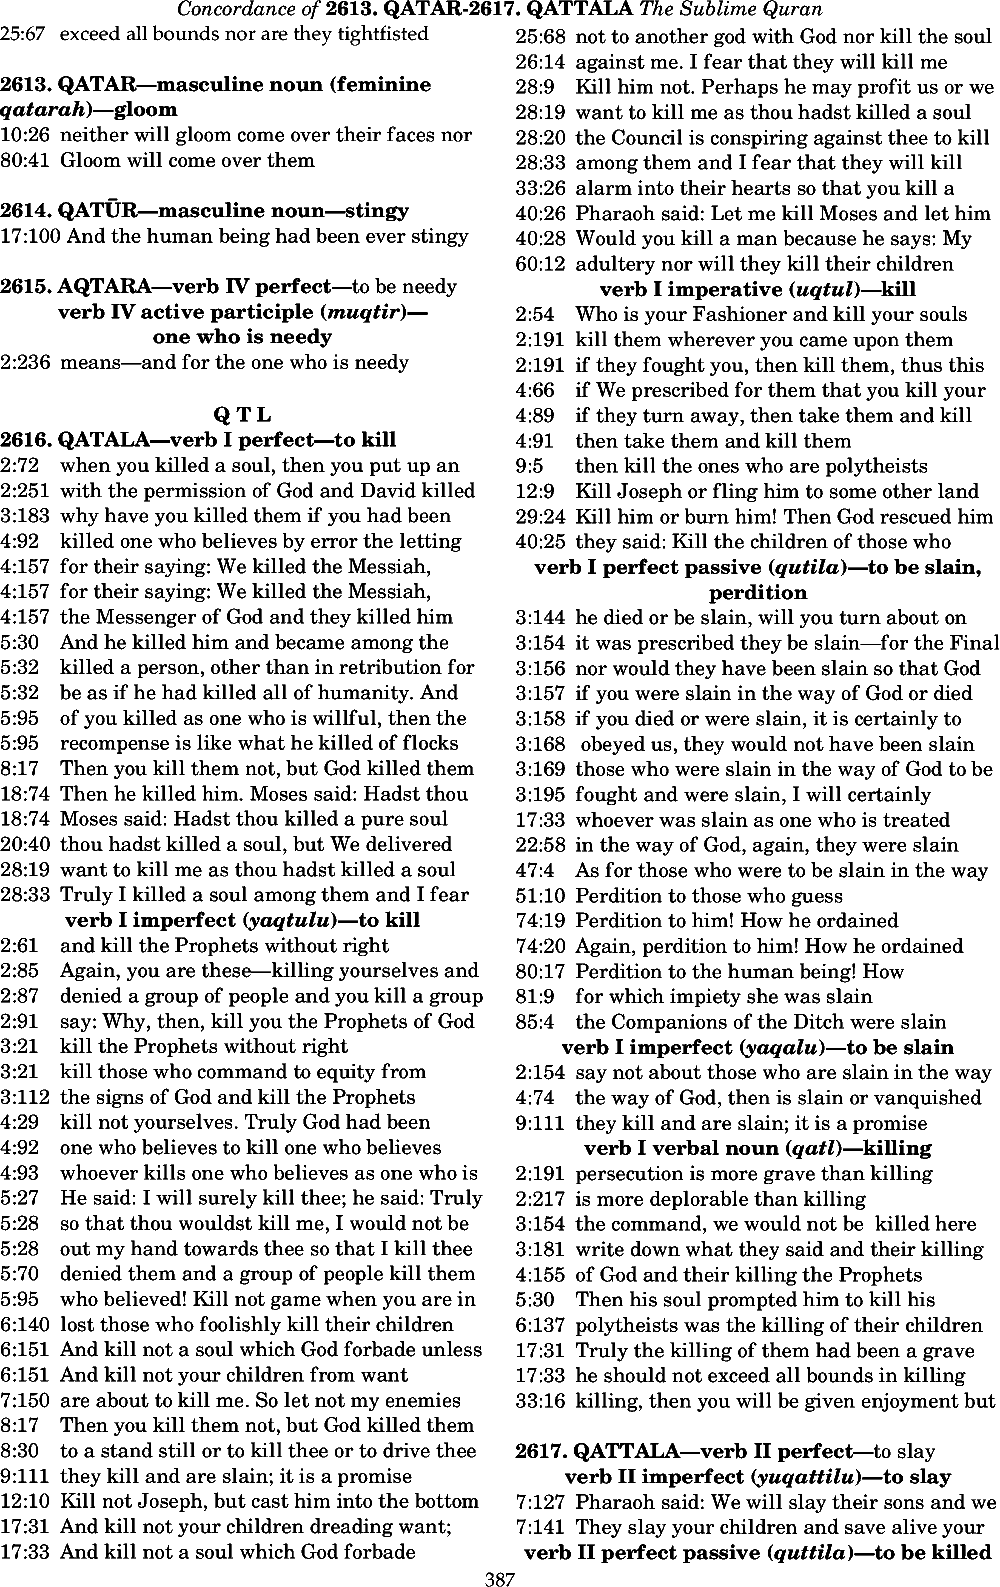 Concordance of 2613. QATAR-2617. QATTALA The Sublime Quran
25:67 exceed all bounds nor are they tightfisted
2613. QATAR—masculine noun (feminine
qatarah)—gloom
10:26 neither will gloom come over their faces nor
80:41 Gloom will come over them
2614. QATŪR—masculine noun—stingy
17:100 And the human being had been ever stingy
2615. AQTARA—verb IV perfect—to be needy
verb IV active participle (muqtir)—
one who is needy
2:236 means—and for the one who is needy
Q T L
2616. QATALA—verb I perfect—to kill
2:72 when you killed a soul, then you put up an
2:251 with the permission of God and David killed
3:183 why have you killed them if you had been
4:92 killed one who believes by error the letting
4:157 for their saying: We killed the Messiah,
4:157 for their saying: We killed the Messiah,
4:157 the Messenger of God and they killed him
5:30 And he killed him and became among the
5:32 killed a person, other than in retribution for
5:32 be as if he had killed all of humanity. And
5:95 of you killed as one who is willful, then the
5:95 recompense is like what he killed of flocks
8:17 Then you kill them not, but God killed them
18:74 Then he killed him. Moses said: Hadst thou
18:74 Moses said: Hadst thou killed a pure soul
20:40 thou hadst killed a soul, but We delivered
28:19 want to kill me as thou hadst killed a soul
28:33 Truly I killed a soul among them and I fear
verb I imperfect (yaqtulu)—to kill
2:61 and kill the Prophets without right
2:85 Again, you are these—killing yourselves and
2:87 denied a group of people and you kill a group
2:91 say: Why, then, kill you the Prophets of God
3:21 kill the Prophets without right
3:21 kill those who command to equity from
3:112 the signs of God and kill the Prophets
4:29 kill not yourselves. Truly God had been
4:92 one who believes to kill one who believes
4:93 whoever kills one who believes as one who is
5:27 He said: I will surely kill thee; he said: Truly
5:28 so that thou wouldst kill me, I would not be
5:28 out my hand towards thee so that I kill thee
5:70 denied them and a group of people kill them
5:95 who believed! Kill not game when you are in
6:140 lost those who foolishly kill their children
6:151 And kill not a soul which God forbade unless
6:151 And kill not your children from want
7:150 are about to kill me. So let not my enemies
8:17 Then you kill them not, but God killed them
8:30 to a stand still or to kill thee or to drive thee
9:111 they kill and are slain; it is a promise
12:10 Kill not Joseph, but cast him into the bottom
17:31 And kill not your children dreading want;
17:33 And kill not a soul which God forbade
25:68 not to another god with God nor kill the soul
26:14 against me. I fear that they will kill me
28:9 Kill him not. Perhaps he may profit us or we
28:19 want to kill me as thou hadst killed a soul
28:20 the Council is conspiring against thee to kill
28:33 among them and I fear that they will kill
33:26 alarm into their hearts so that you kill a
40:26 Pharaoh said: Let me kill Moses and let him
40:28 Would you kill a man because he says: My
60:12 adultery nor will they kill their children
verb I imperative (uqtul)—kill
2:54 Who is your Fashioner and kill your souls
2:191 kill them wherever you came upon them
2:191 if they fought you, then kill them, thus this
4:66 if We prescribed for them that you kill your
4:89 if they turn away, then take them and kill
4:91 then take them and kill them
9:5 then kill the ones who are polytheists
12:9 Kill Joseph or fling him to some other land
29:24 Kill him or burn him! Then God rescued him
40:25 they said: Kill the children of those who
verb I perfect passive (qutila)—to be slain,
perdition
3:144 he died or be slain, will you turn about on
3:154 it was prescribed they be slain—for the Final
3:156 nor would they have been slain so that God
3:157 if you were slain in the way of God or died
3:158 if you died or were slain, it is certainly to
3:168 obeyed us, they would not have been slain
3:169 those who were slain in the way of God to be
3:195 fought and were slain, I will certainly
17:33 whoever was slain as one who is treated
22:58 in the way of God, again, they were slain
47:4 As for those who were to be slain in the way
51:10 Perdition to those who guess
74:19 Perdition to him! How he ordained
74:20 Again, perdition to him! How he ordained
80:17 Perdition to the human being! How
81:9 for which impiety she was slain
85:4 the Companions of the Ditch were slain
verb I imperfect (yaqalu)—to be slain
2:154 say not about those who are slain in the way
4:74 the way of God, then is slain or vanquished
9:111 they kill and are slain; it is a promise
verb I verbal noun (qatl)—killing
2:191 persecution is more grave than killing
2:217 is more deplorable than killing
3:154 the command, we would not be killed here
3:181 write down what they said and their killing
4:155 of God and their killing the Prophets
5:30 Then his soul prompted him to kill his
6:137 polytheists was the killing of their children
17:31 Truly the killing of them had been a grave
17:33 he should not exceed all bounds in killing
33:16 killing, then you will be given enjoyment but
2617. QATTALA—verb II perfect—to slay
verb II imperfect (yuqattilu)—to slay
7:127 Pharaoh said: We will slay their sons and we
7:141 They slay your children and save alive your
verb II perfect passive (quttila)—to be killed
387